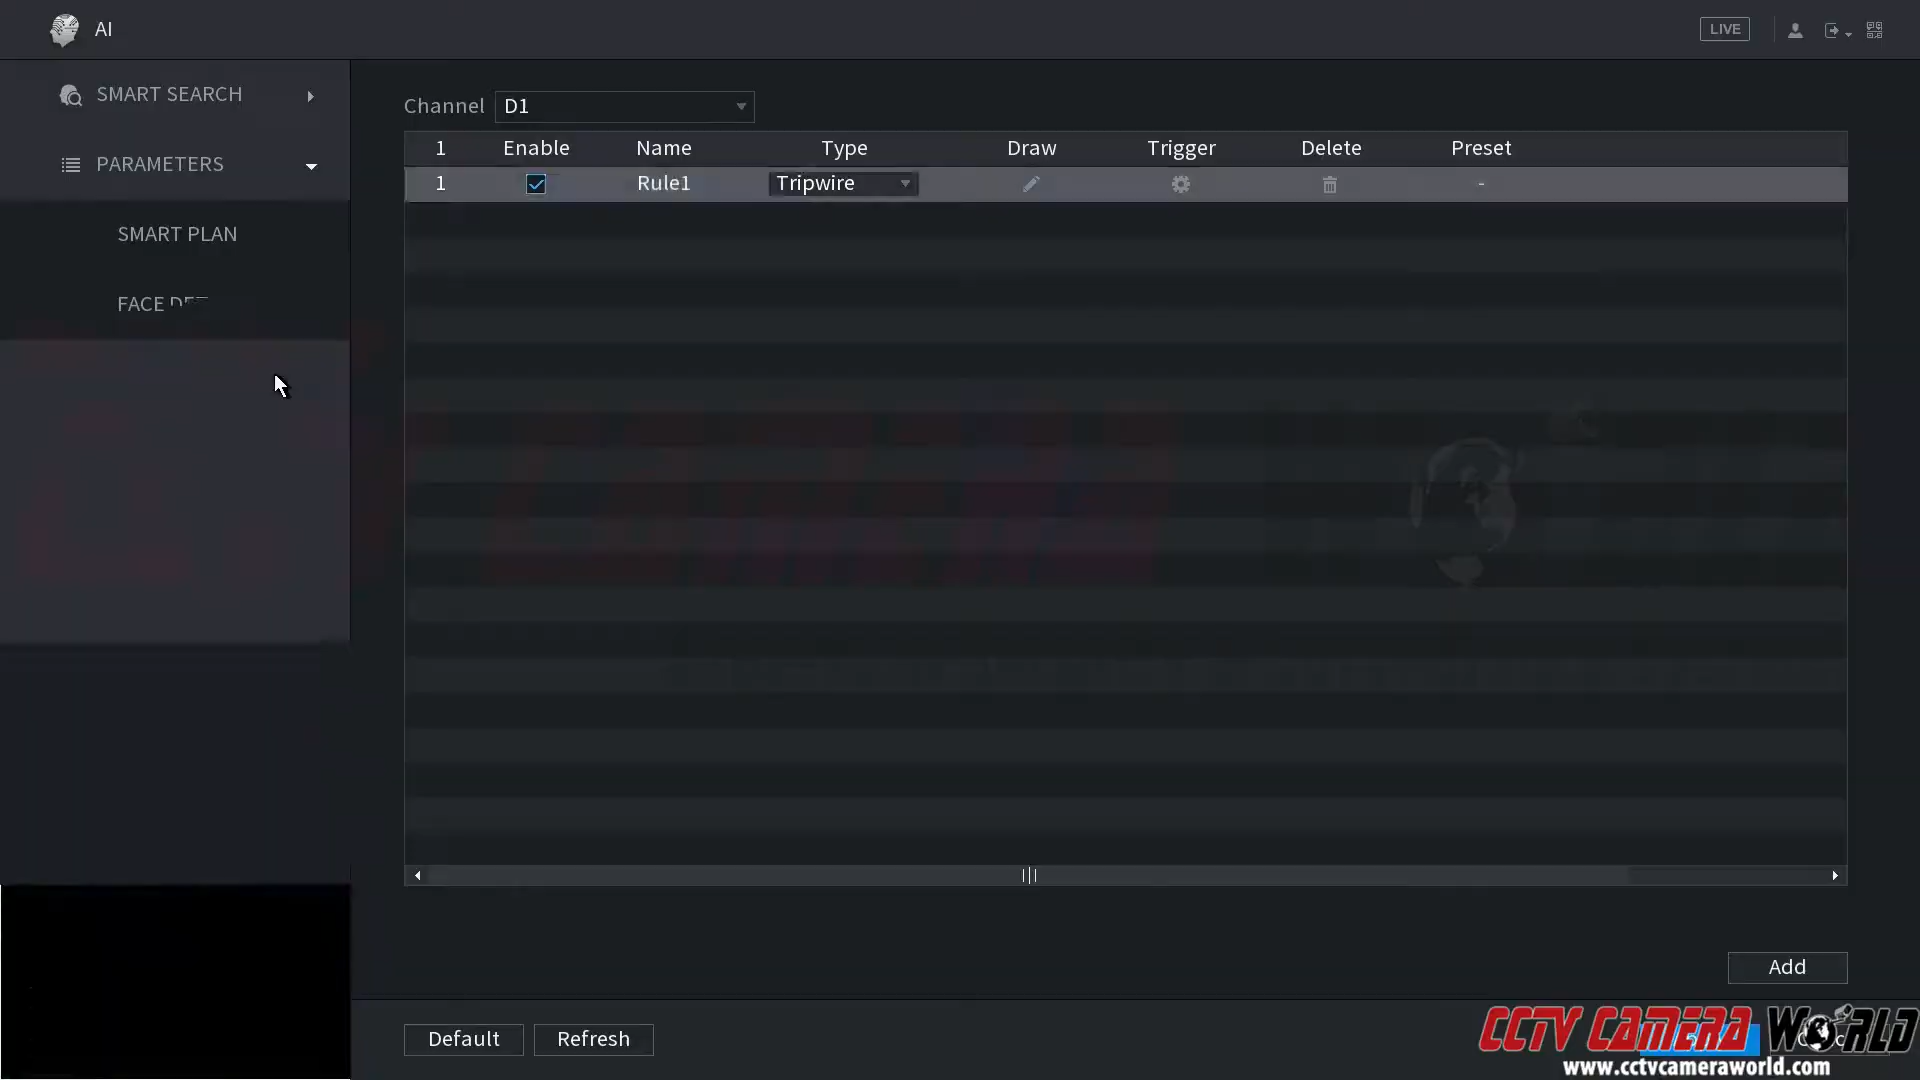 AI
LIVE
SMART SEARCH
PARAMETERS
SMART PLAN
FACE
Channel D1
1 Enable Name Type Draw Trigger Delete Preset
1 Rule1 Tripwire -
Add
Default Refresh
CCTV CAMERA WORLD
www.cctvcameraworld.com